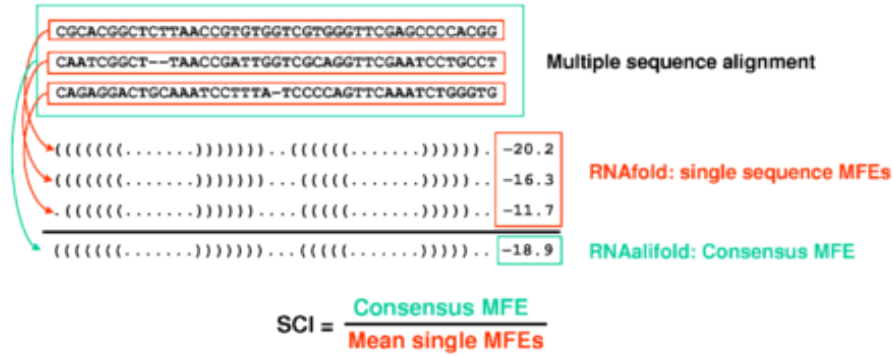 CGCACGGCTCTTAACCGTGTGGTCGTGGGTTCGAGCCCCACGG
CAATCGGCT--TAACCGATTGGTCGCAGGTTCGAATCCTGCCT
Multiple sequence alignment
CAGAGGACTGCAAATCCTTTA-TCCCCAGTTCAAATCTGGGTG
(((((((.......)))))))..((((((.......)))))). -20.2
(((((((.......)))))))...(((((.......))))).. -16.3
RNAfold: single sequence MFEs
.((((((.......))))))....(((((.......))))).. -11.7
(((((((.......)))))))...(((((.......))))).. -18.9 RNAalifold: Consensus MFE
SCI = Consensus MFE
Mean single MFEs